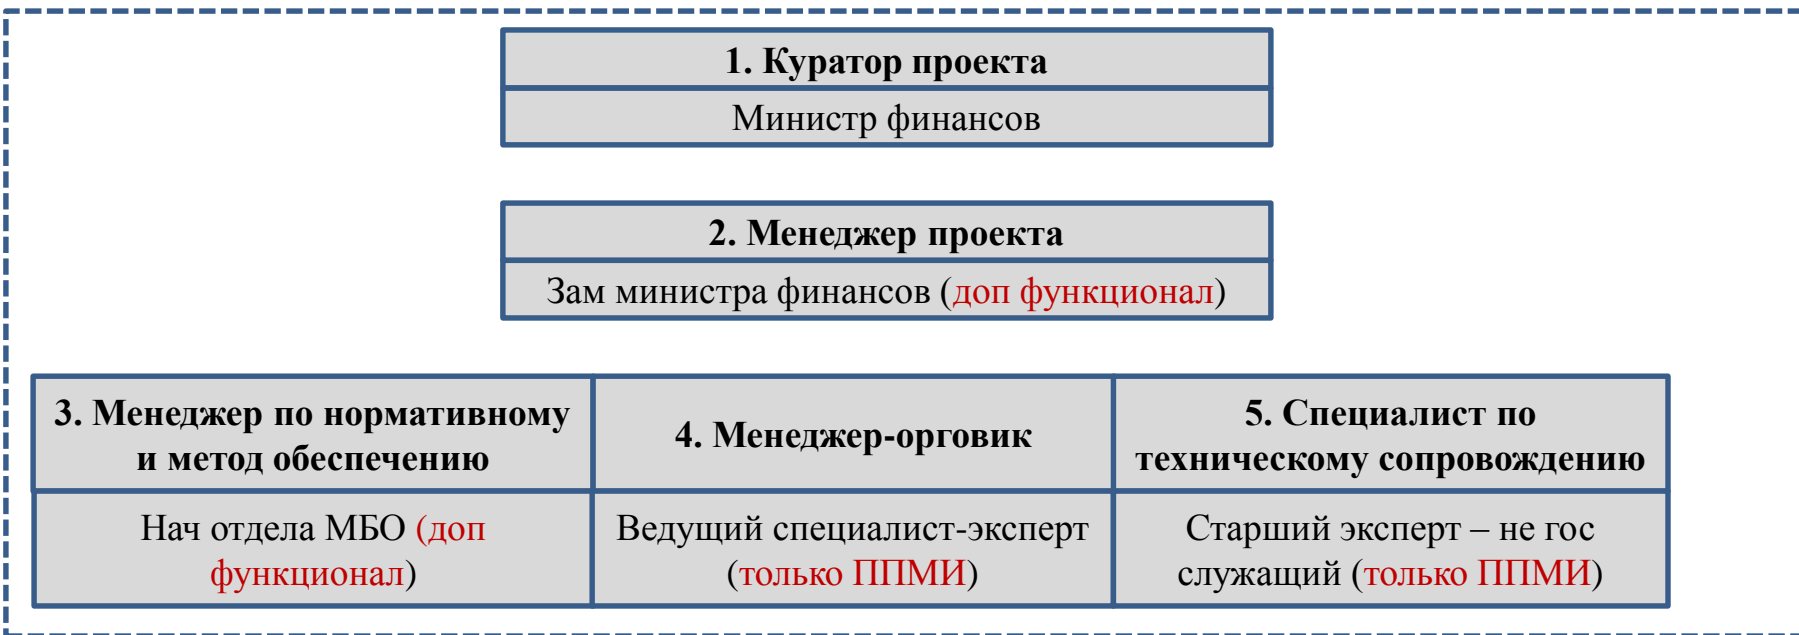 1. Куратор проекта
Министр финансов
2. Менеджер проекта
Зам министра финансов (доп функционал)
3. Менеджер по нормативному
и метод обеспечению
4. Менеджер-орговик
5. Специалист по
техническому сопровождению
Нач отдела МБО (доп
функционал)
Ведущий специалист-эксперт
(только ППМИ)
Старший эксперт – не гос
служащий (только ППМИ)